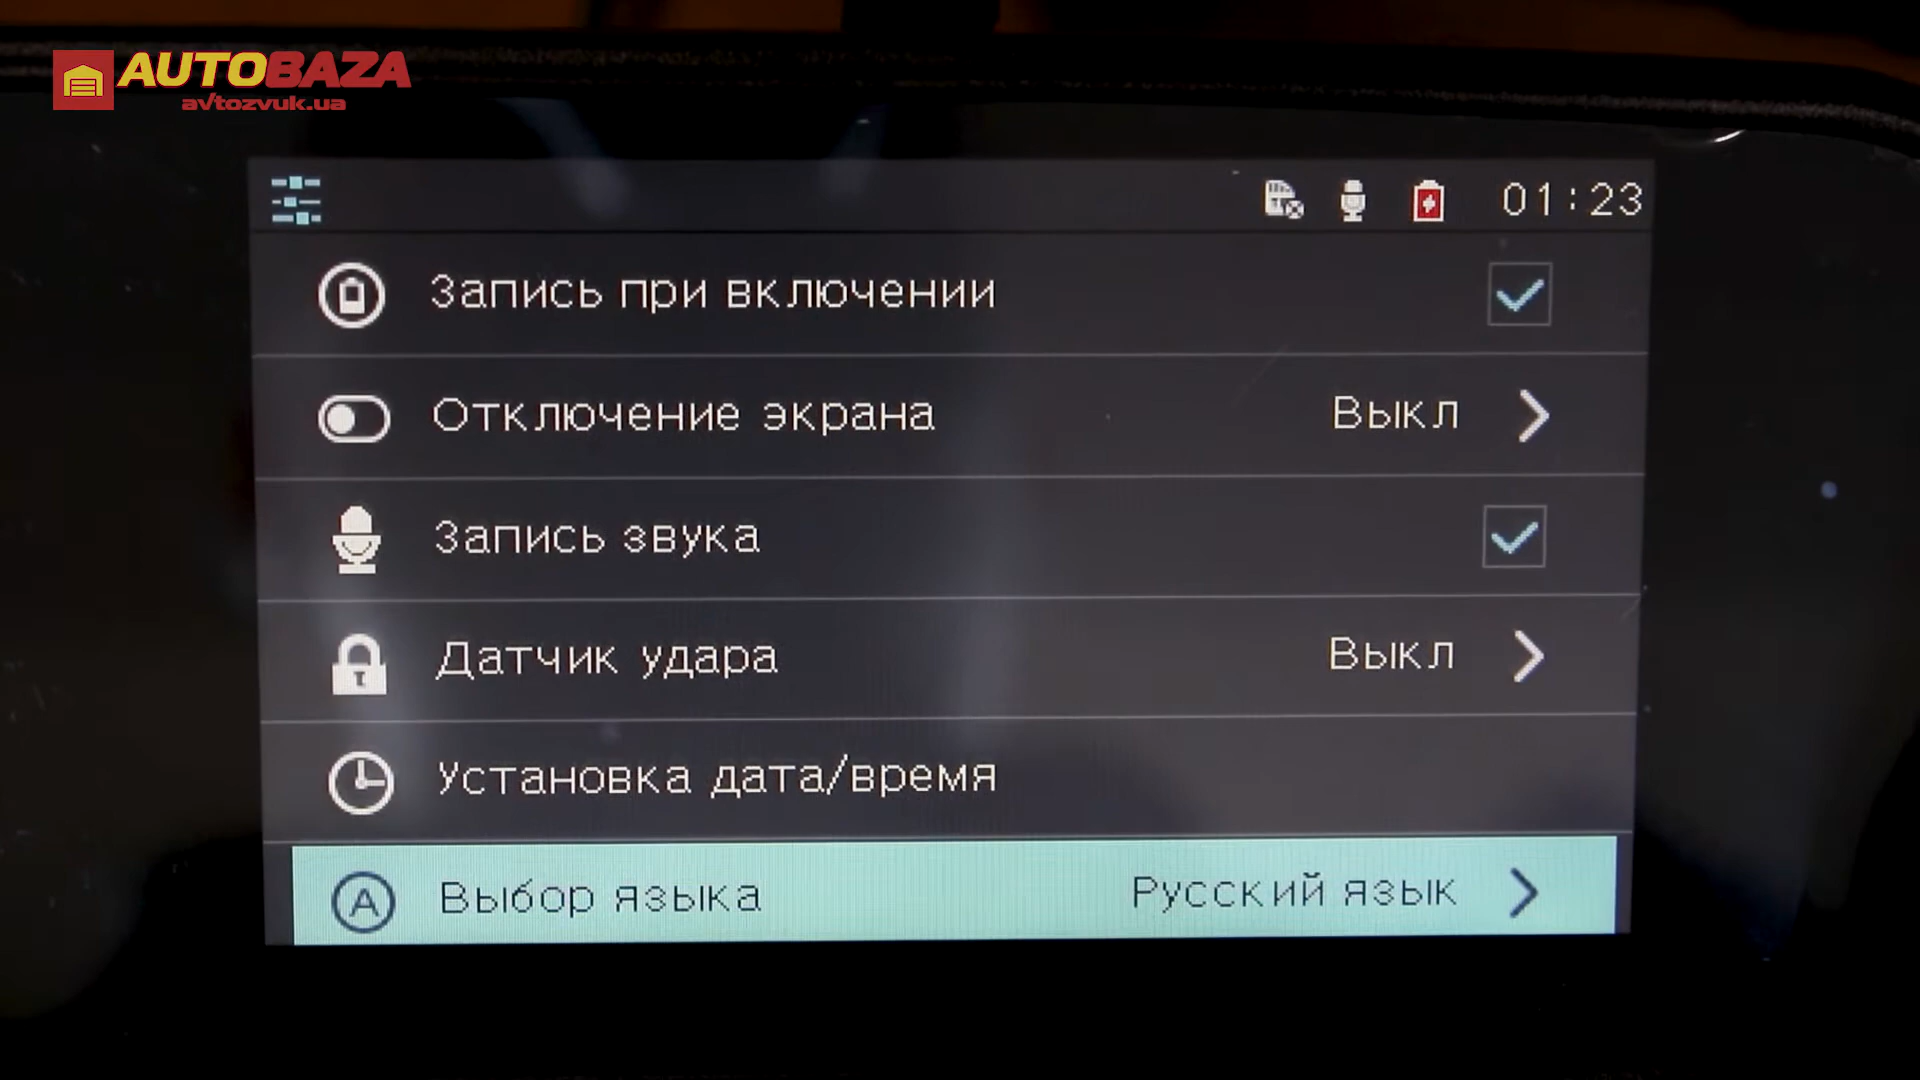 AUTOBAZA
avtozvuk.ua
01:23
Запись при включении
Отключение экрана Выкл
Запись звука
Датчик удара Выкл
Установка дата/время
A Выбор языка Русский язык